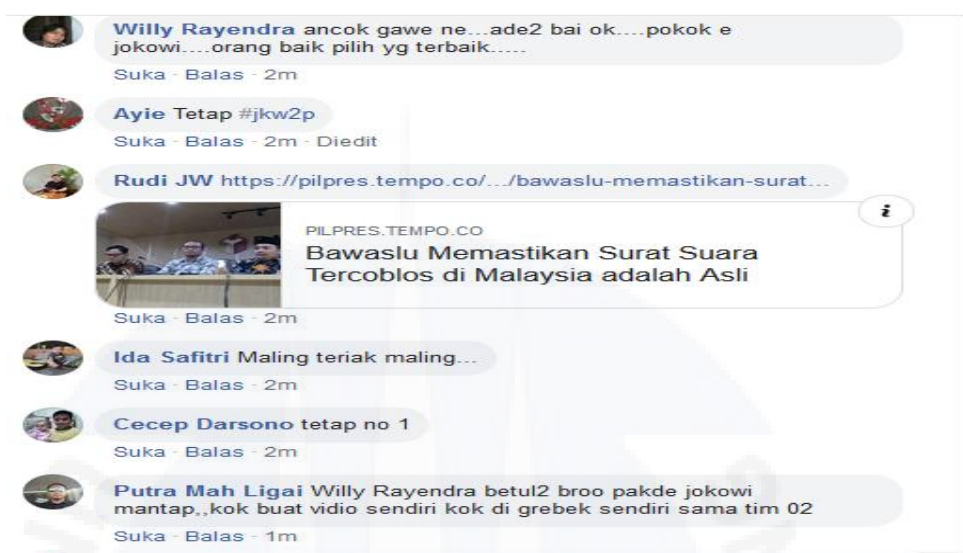 Willy Rayendra ancok gawe ne...ade2 bai ok....pokok e
jokowi....orang baik pilih yg terbaik.....
Suka · Balas · 2m
Ayie Tetap #jkw2p
Suka · Balas · 2m · Diedit
Rudi JW https://pilpres.tempo.co/.../bawaslu-memastikan-surat...
i
PILPRES.TEMPO.CO
Bawaslu Memastikan Surat Suara
Tercoblos di Malaysia adalah Asli
Suka · Balas · 2m
Ida Safitri Maling teriak maling...
Suka · Balas · 2m
Cecep Darsono tetap no 1
Suka · Balas · 2m
Putra Mah Ligai Willy Rayendra betul2 broo pakde jokowi
mantap,,kok buat vidio sendiri kok di grebek sendiri sama tim 02
Suka · Balas · 1m